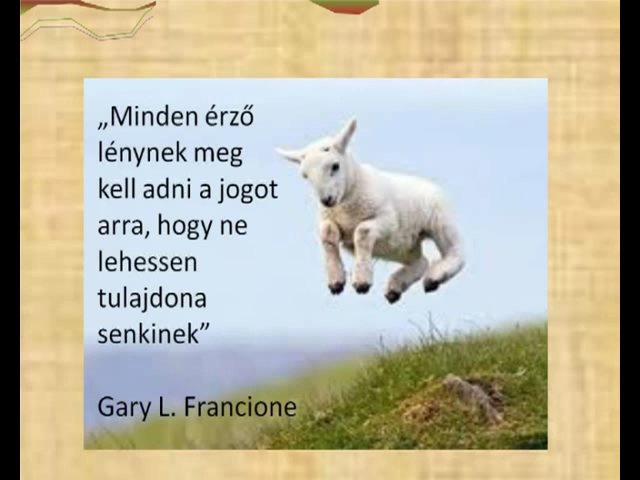 „Minden érző
lénynek meg
kell adni a jogot
arra, hogy ne
lehessen
tulajdona
senkinek”
Gary L. Francione